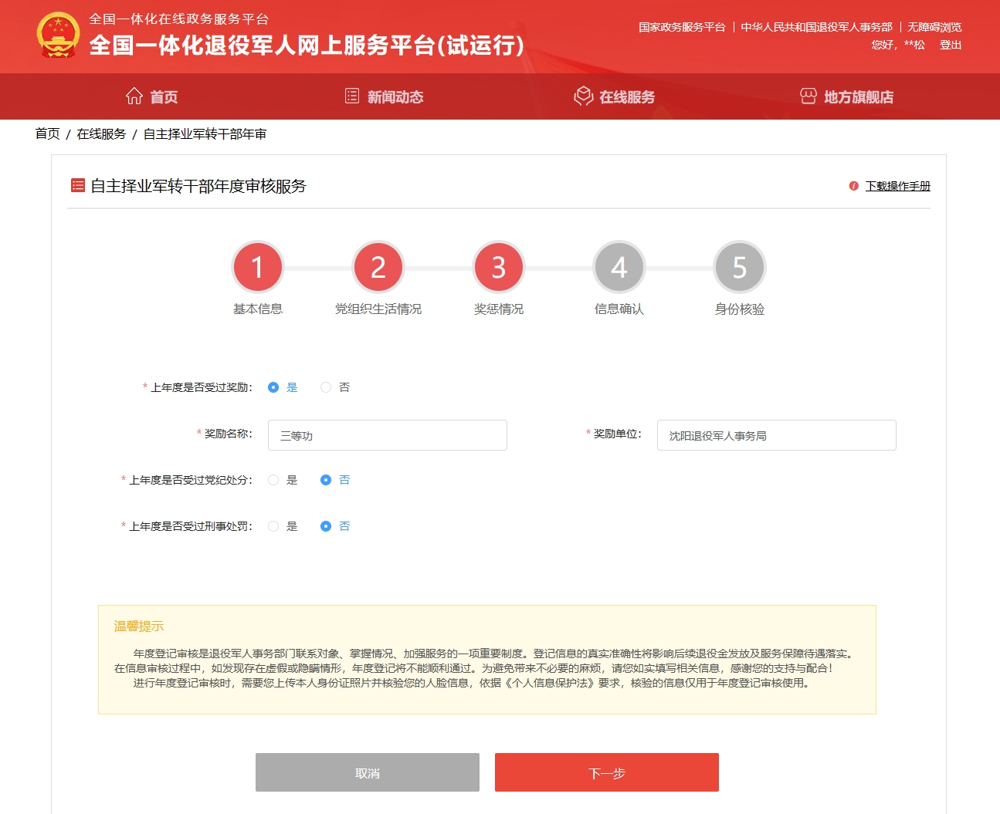 全国一体化在线政务服务平台
全国一体化退役军人网上服务平台(试运行)
国家政务服务平台 | 中华人民共和国退役军人事务部 | 无障碍浏览
您好，**松 登出
首页 新闻动态 在线服务 地方旗舰店
首页 / 在线服务 / 自主择业军转干部年审
自主择业军转干部年度审核服务
下载操作手册
1 2 3 4 5
基本信息 党组织生活情况 奖惩情况 信息确认 身份核验
* 上年度是否受过奖励： 是 否
* 奖励名称： 三等功 * 奖励单位： 沈阳退役军人事务局
* 上年度是否受过党纪处分： 是 否
* 上年度是否受过刑事处罚： 是 否
温馨提示
年度登记审核是退役军人事务部门联系对象、掌握情况、加强服务的一项重要制度。登记信息的真实准确性将影响后续退役金发放及服务保障待遇落实。
在信息审核过程中，如发现存在虚假或隐瞒情形，年度登记将不能顺利通过。为避免带来不必要的麻烦，请您如实填写相关信息，感谢您的支持与配合！
进行年度登记审核时，需要您上传本人身份证照片并核验您的人脸信息，依据《个人信息保护法》要求，核验的信息仅用于年度登记审核使用。
取消 下一步